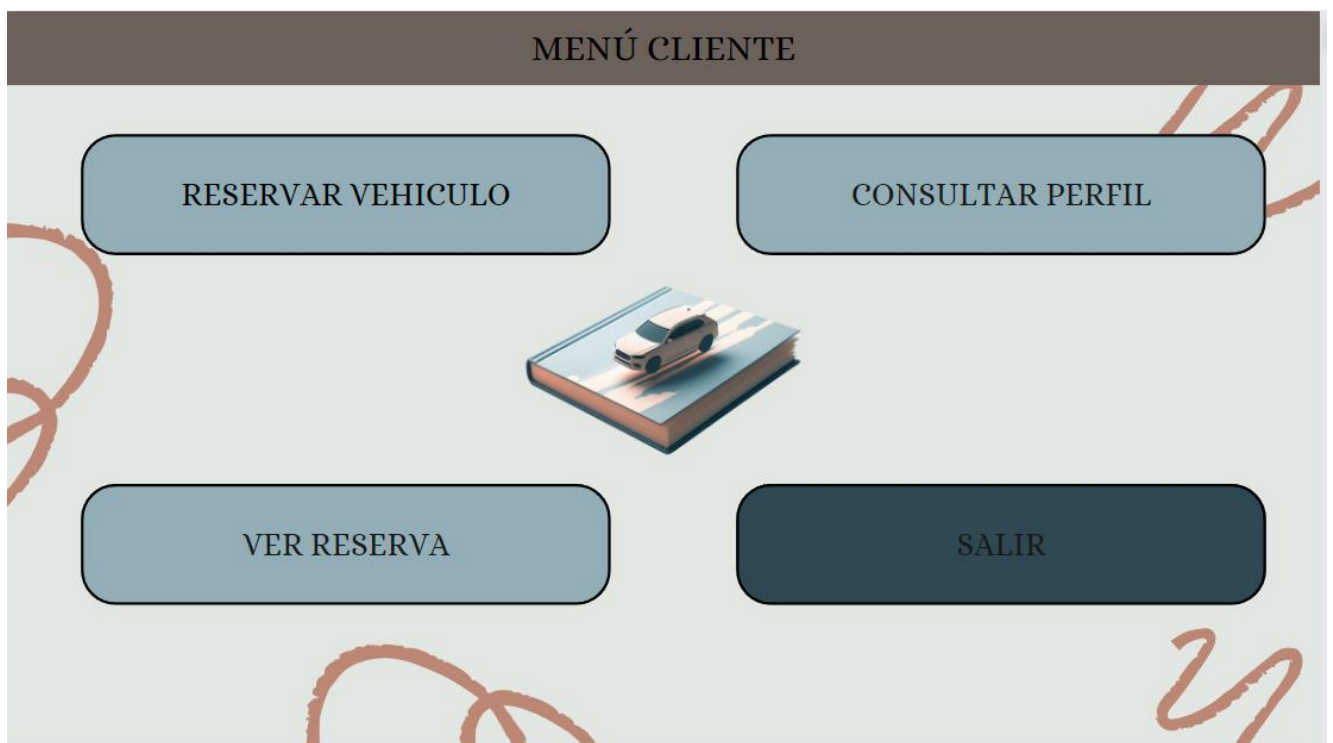 MENÚ CLIENTE
RESERVAR VEHICULO
CONSULTAR PERFIL
VER RESERVA
SALIR